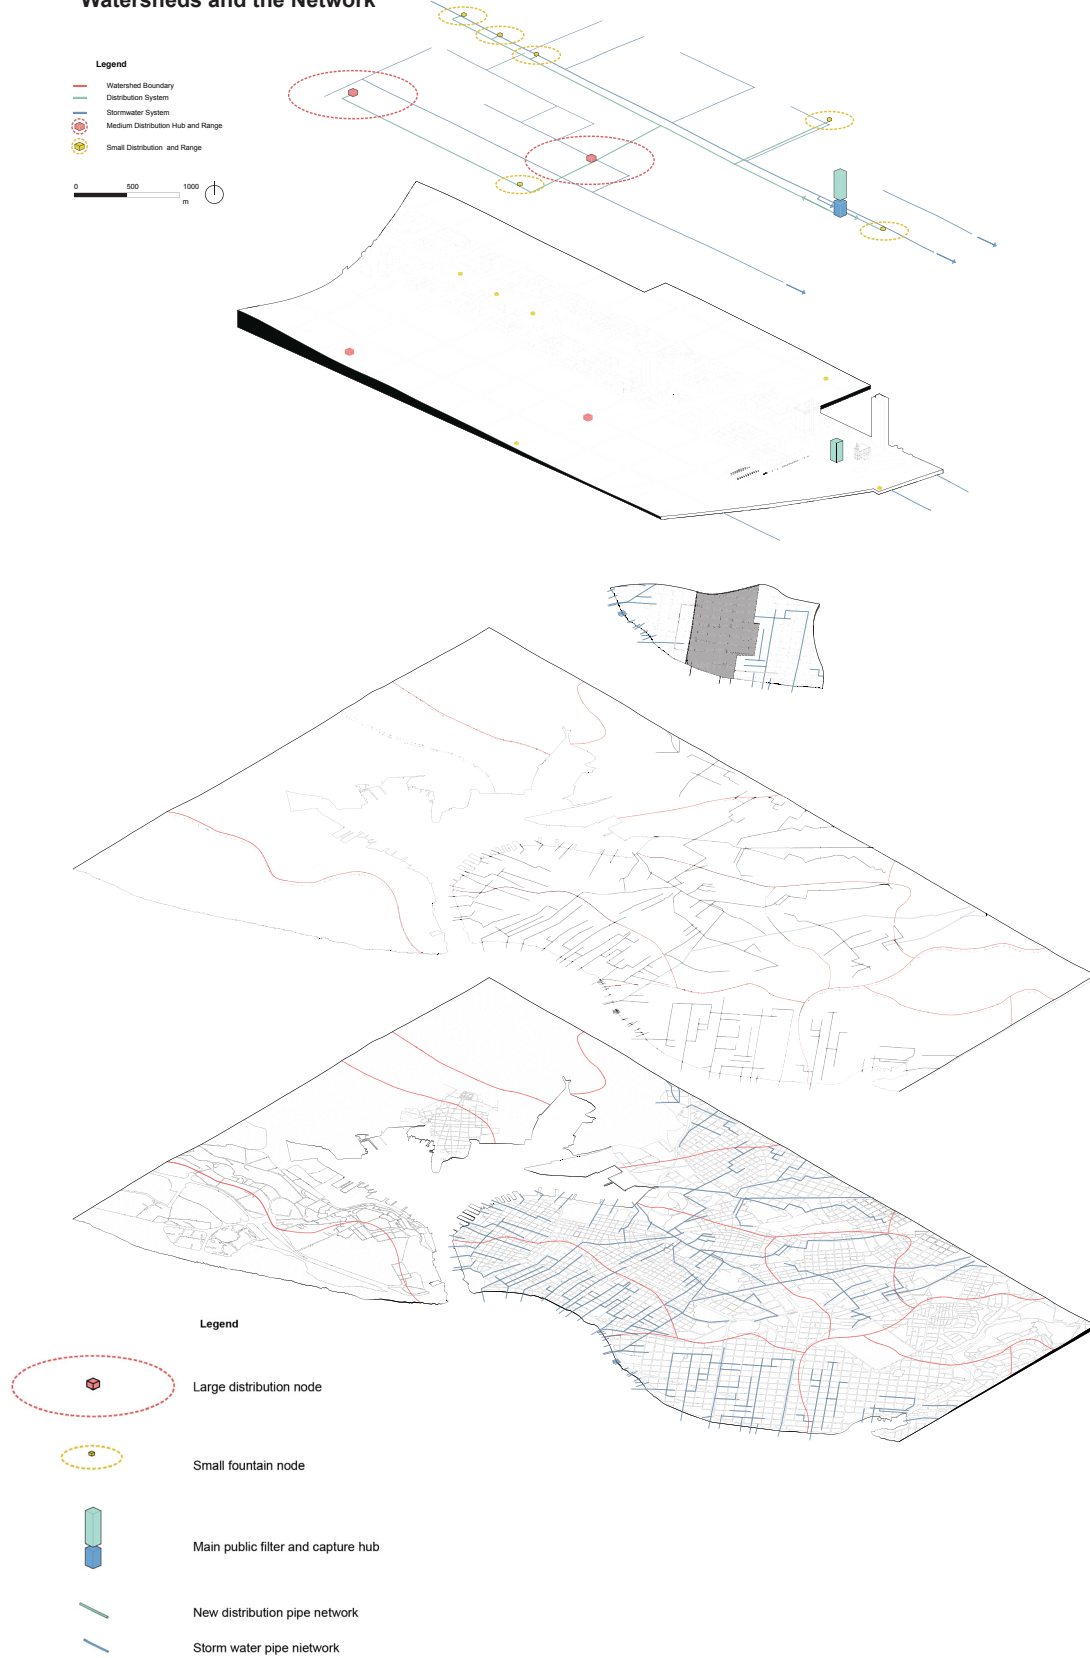 Watersheds and the Network
Legend
Watershed Boundary
Distribution System
Stormwater System
Medium Distribution Hub and Range
Small Distribution and Range
0 500 1000
m
Legend
Large distribution node
Small fountain node
Main public filter and capture hub
New distribution pipe network
Storm water pipe nietwork